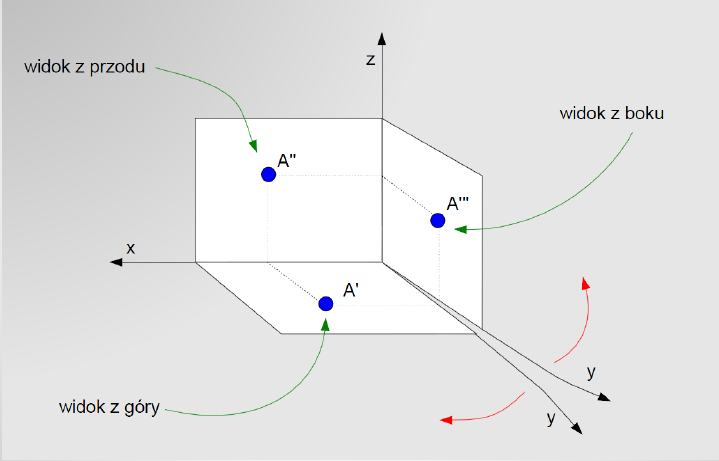 z
widok z przodu
widok z boku
A"
A'"
x
A'
y
widok z góry
y